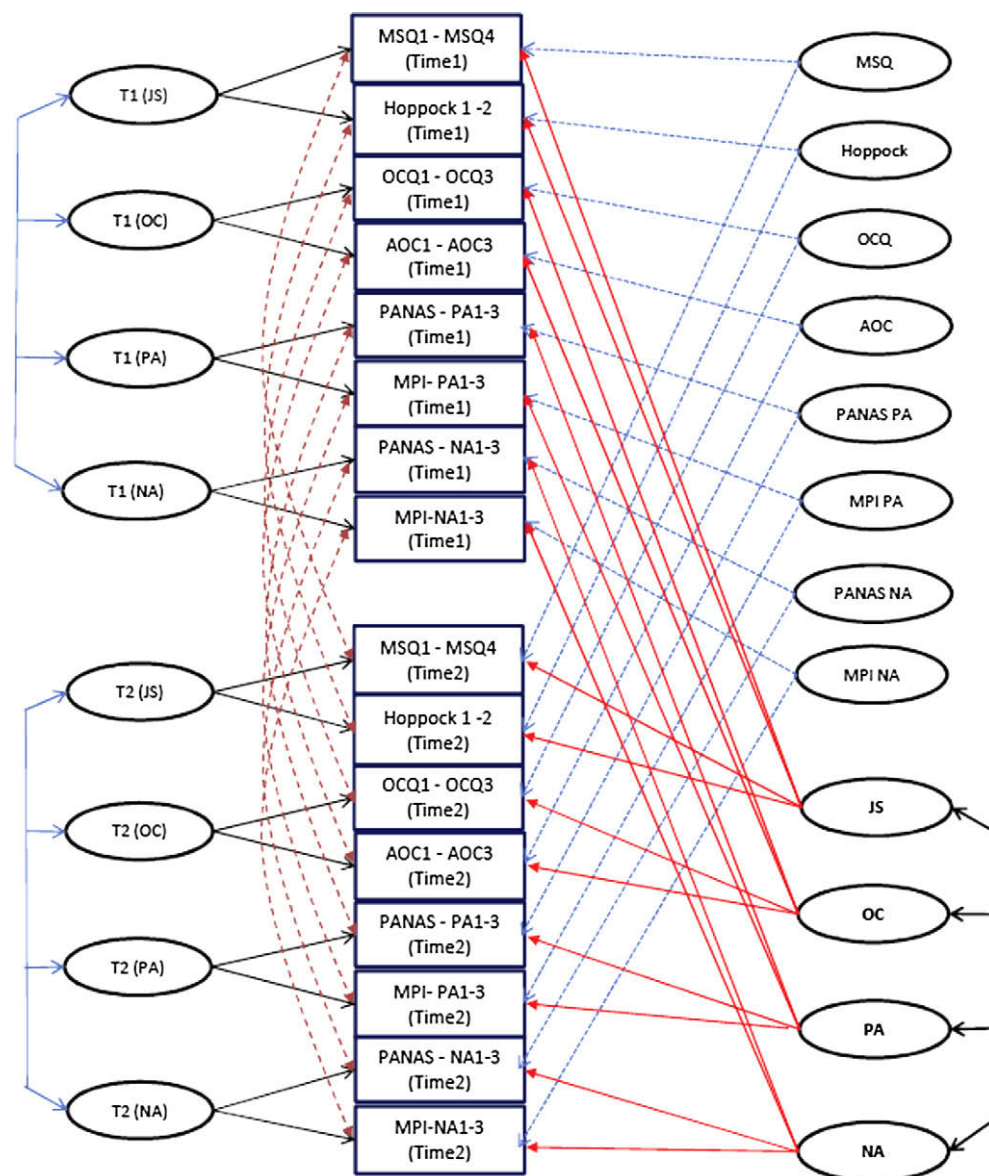 T1 (JS)
T1 (OC)
T1 (PA)
T1 (NA)
T2 (JS)
T2 (OC)
T2 (PA)
T2 (NA)
MSQ1 - MSQ4
(Time1)
Hoppock 1 -2
(Time1)
OCQ1 - OCQ3
(Time1)
AOC1 - AOC3
(Time1)
PANAS - PA1-3
(Time1)
MPI- PA1-3
(Time1)
PANAS - NA1-3
(Time1)
MPI-NA1-3
(Time1)
MSQ1 - MSQ4
(Time2)
Hoppock 1 -2
(Time2)
OCQ1 - OCQ3
(Time2)
AOC1 - AOC3
(Time2)
PANAS - PA1-3
(Time2)
MPI- PA1-3
(Time2)
PANAS - NA1-3
(Time2)
MPI-NA1-3
(Time2)
MSQ
Hoppock
OCQ
AOC
PANAS PA
MPI PA
PANAS NA
MPI NA
JS
OC
PA
NA